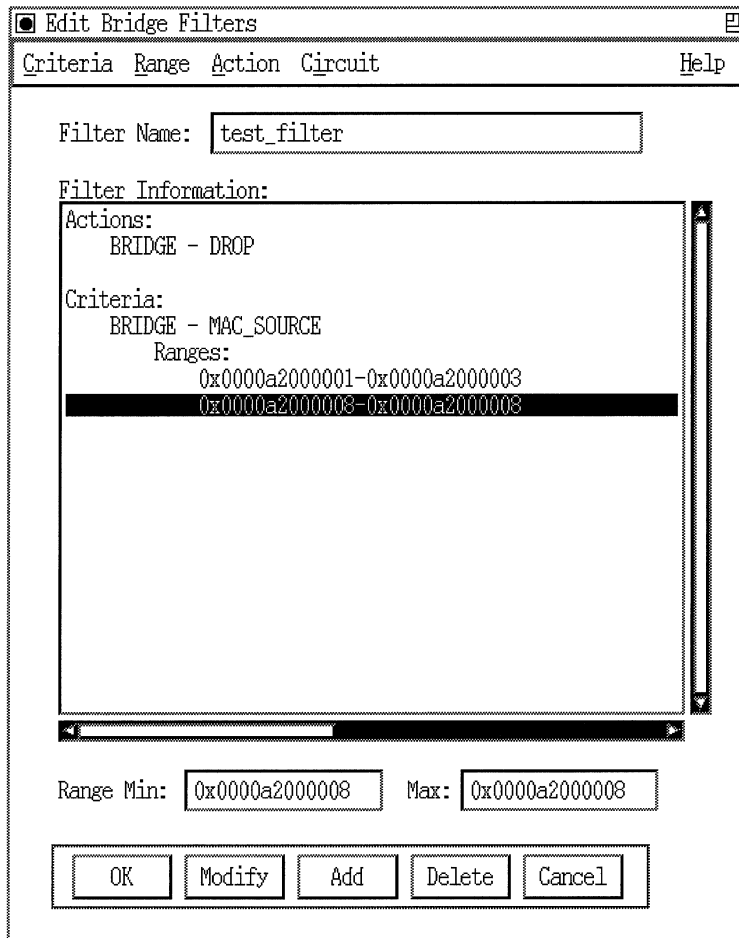 Edit Bridge Filters
Criteria Range Action Circuit Help
Filter Name: test_filter
Filter Information:
Actions:
BRIDGE - DROP
Criteria:
BRIDGE - MAC_SOURCE
Ranges:
0x0000a2000001-0x0000a2000003
0x0000a2000008-0x0000a2000008
Range Min: 0x0000a2000008 Max: 0x0000a2000008
OK Modify Add Delete Cancel